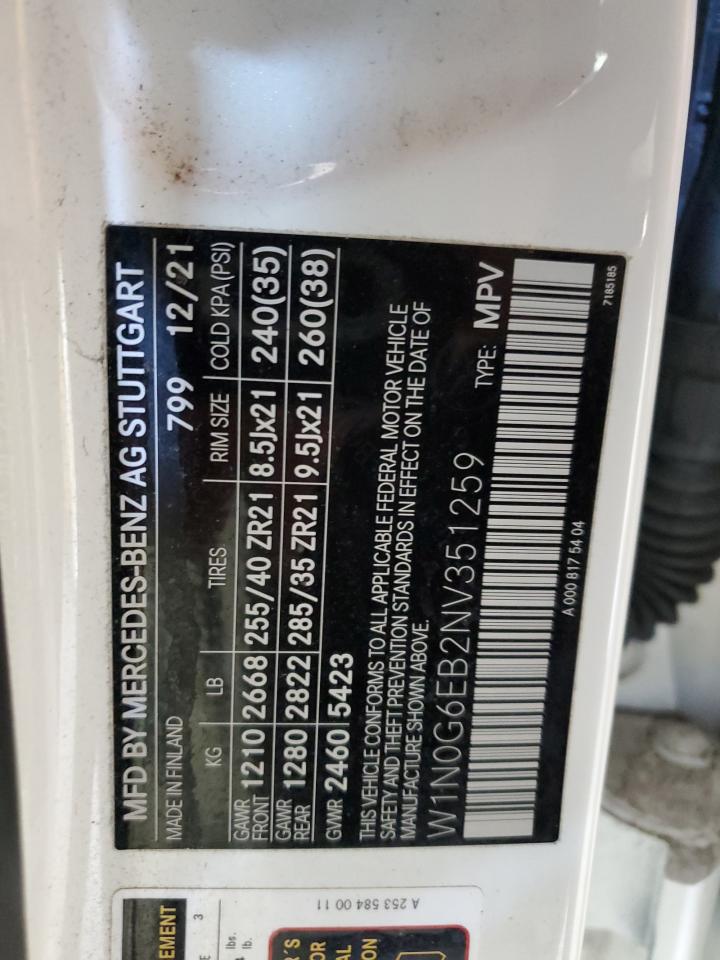 MFD BY MERCEDES-BENZ AG STUTTGART
MADE IN FINLAND 799 12/21
KG LB TIRES RIM SIZE COLD KPA(PSI)
GAWR FRONT 1210 2668 255/40 ZR21 8.5Jx21 240(35)
GAWR REAR 1280 2822 285/35 ZR21 9.5Jx21 260(38)
GWR 2460 5423
THIS VEHICLE CONFORMS TO ALL APPLICABLE FEDERAL MOTOR VEHICLE
SAFETY AND THEFT PREVENTION STANDARDS IN EFFECT ON THE DATE OF
MANUFACTURE SHOWN ABOVE.
W1N0G6EB2NV351259 TYPE: MPV
A 000 817 54 04
7185185
A 253 584 00 11
EMENT
3
lbs.
lb.